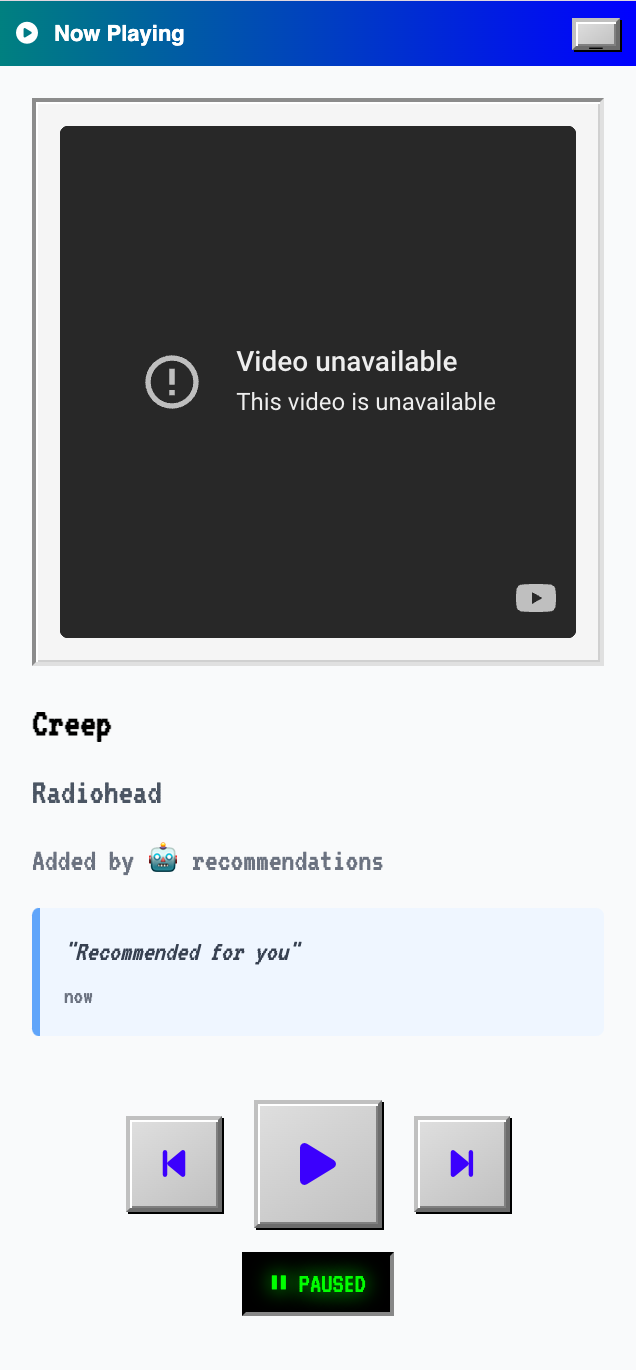 Now Playing
Video unavailable
This video is unavailable
Creep
Radiohead
Added by 🤖 recommendations
"Recommended for you"
now
PAUSED